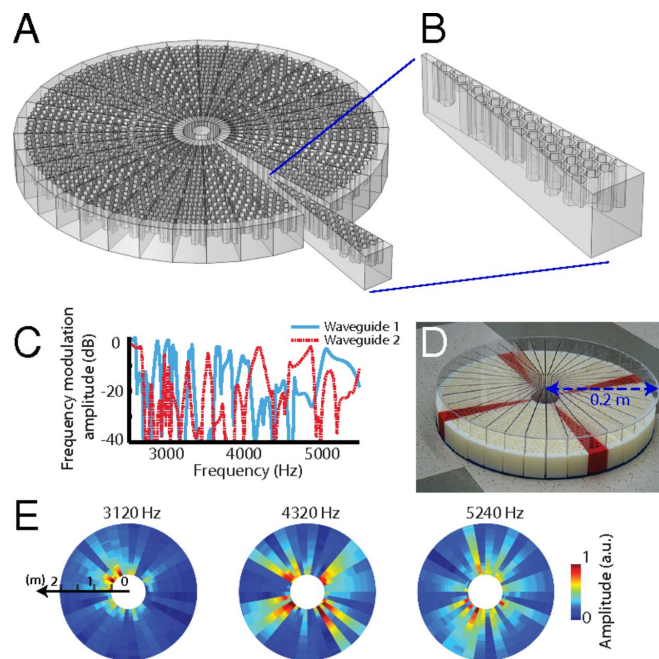 A
B
C
Frequency modulation
amplitude (dB)
0
-20
-40
Waveguide 1
Waveguide 2
3000
4000
5000
Frequency (Hz)
D
0.2 m
E
3120 Hz
4320 Hz
5240 Hz
(m) 2 1 0
1
0
Amplitude (a.u.)